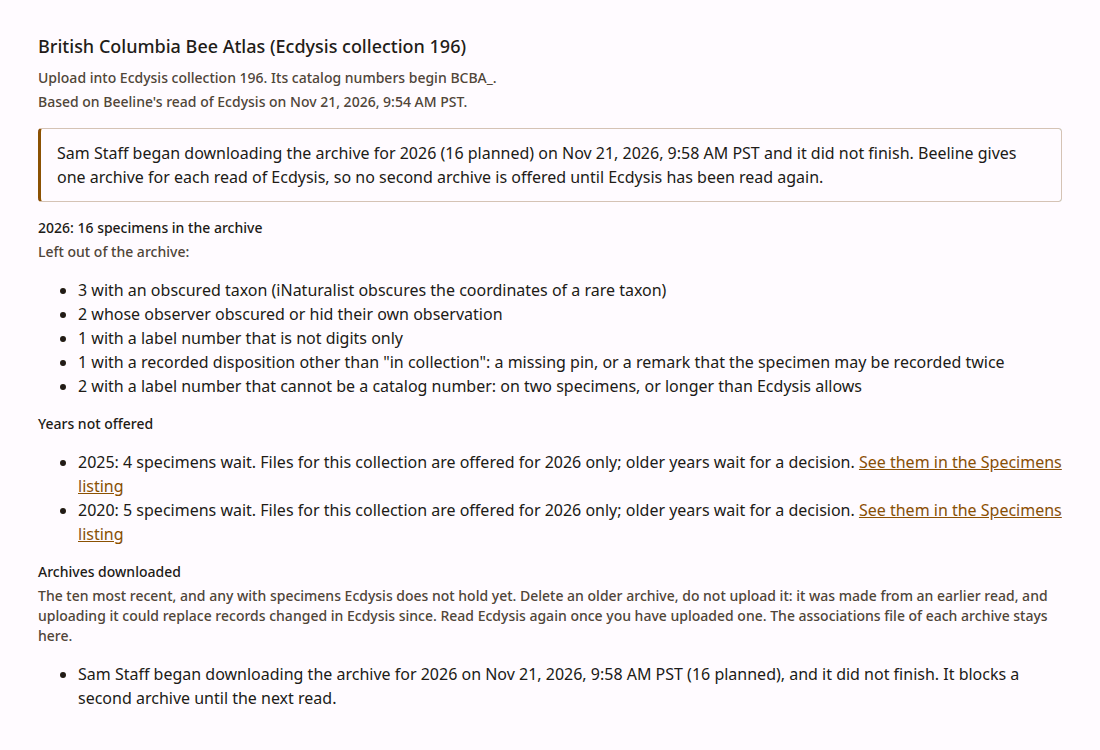 British Columbia Bee Atlas (Ecdysis collection 196)
Upload into Ecdysis collection 196. Its catalog numbers begin BCBA_.
Based on Beeline's read of Ecdysis on Nov 21, 2026, 9:54 AM PST.
Sam Staff began downloading the archive for 2026 (16 planned) on Nov 21, 2026, 9:58 AM PST and it did not finish. Beeline gives
one archive for each read of Ecdysis, so no second archive is offered until Ecdysis has been read again.
2026: 16 specimens in the archive
Left out of the archive:
• 3 with an obscured taxon (iNaturalist obscures the coordinates of a rare taxon)
• 2 whose observer obscured or hid their own observation
• 1 with a label number that is not digits only
• 1 with a recorded disposition other than "in collection": a missing pin, or a remark that the specimen may be recorded twice
• 2 with a label number that cannot be a catalog number: on two specimens, or longer than Ecdysis allows
Years not offered
• 2025: 4 specimens wait. Files for this collection are offered for 2026 only; older years wait for a decision. See them in the Specimens
listing
• 2020: 5 specimens wait. Files for this collection are offered for 2026 only; older years wait for a decision. See them in the Specimens
listing
Archives downloaded
The ten most recent, and any with specimens Ecdysis does not hold yet. Delete an older archive, do not upload it: it was made from an earlier read, and
uploading it could replace records changed in Ecdysis since. Read Ecdysis again once you have uploaded one. The associations file of each archive stays
here.
• Sam Staff began downloading the archive for 2026 on Nov 21, 2026, 9:58 AM PST (16 planned), and it did not finish. It blocks a
second archive until the next read.